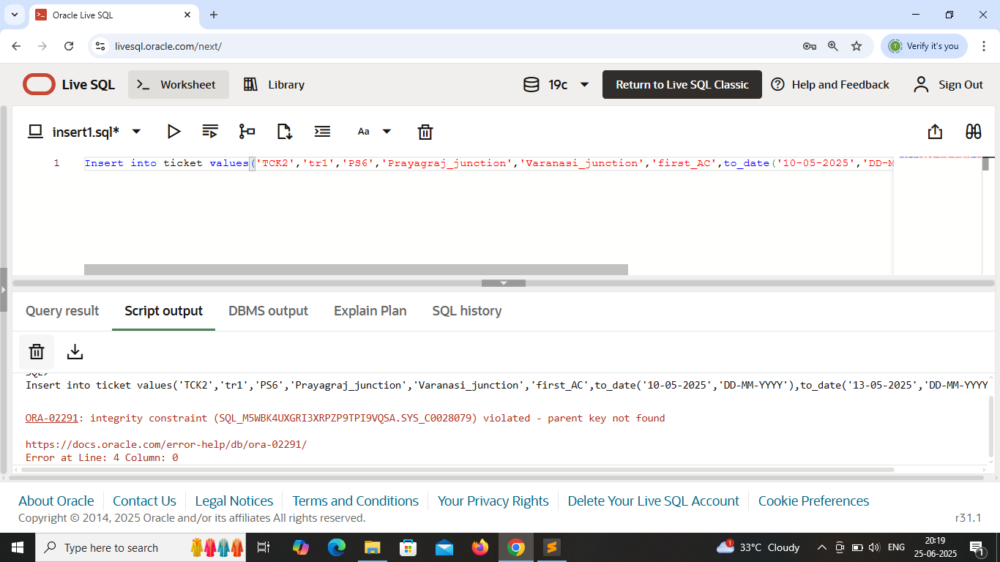 Oracle Live SQL
livesql.oracle.com/next/
T
Verify it's you
Live SQL
Worksheet
Library
19c
Return to Live SQL Classic
Help and Feedback
Sign Out
insert1.sql*
Aa
1
Insert into ticket values('TCK2','tr1','PS6','Prayagraj_junction','Varanasi_junction','first_AC',to_date('10-05-2025','DD-M
Query result
Script output
DBMS output
Explain Plan
SQL history
SQL>
Insert into ticket values('TCK2','tr1','PS6','Prayagraj_junction','Varanasi_junction','first_AC',to_date('10-05-2025','DD-MM-YYYY'),to_date('13-05-2025','DD-MM-YYYY
ORA-02291: integrity constraint (SQL_M5WBK4UXGRI3XRPZP9TPI9VQSA.SYS_C0028079) violated - parent key not found
https://docs.oracle.com/error-help/db/ora-02291/
Error at Line: 4 Column: 0
About Oracle
Contact Us
Legal Notices
Terms and Conditions
Your Privacy Rights
Delete Your Live SQL Account
Cookie Preferences
Copyright © 2014, 2025 Oracle and/or its affiliates All rights reserved.
r31.1
Type here to search
1
33°C Cloudy
ENG
20:19
25-06-2025
1